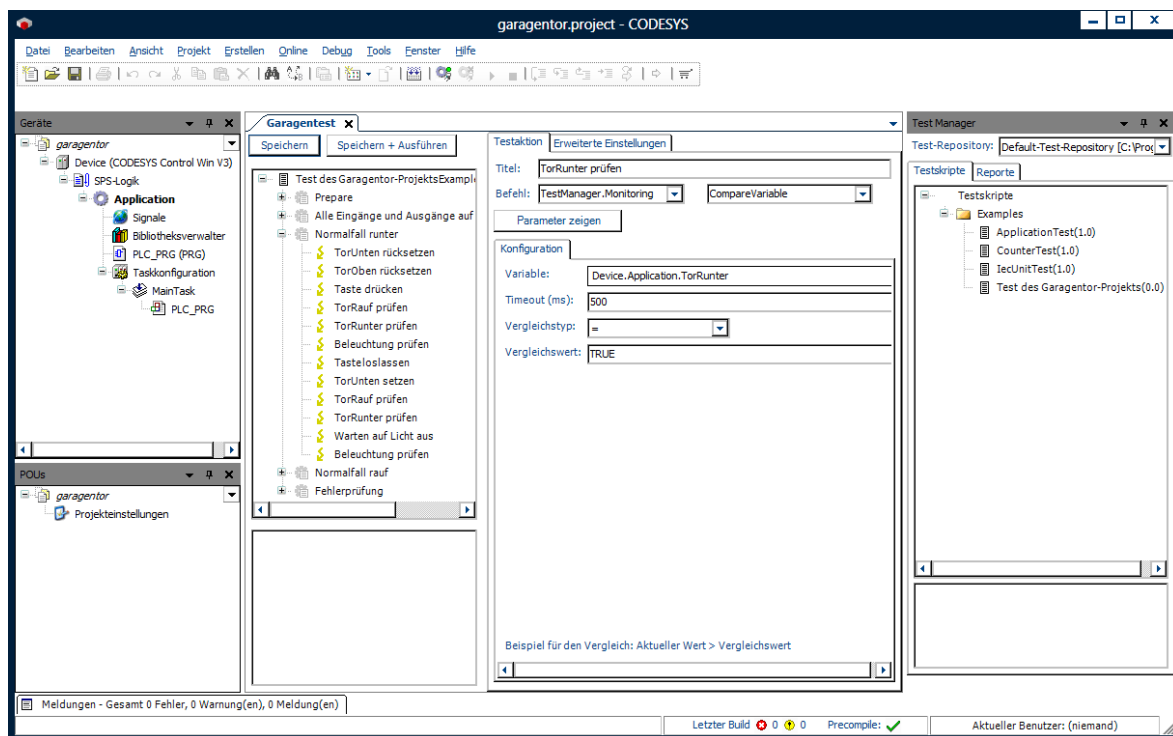 garagentor.project - CODESYS
Datei Bearbeiten Ansicht Projekt Erstellen Online Debug Tools Fenster Hilfe
Geräte
garagentor
Device (CODESYS Control Win V3)
SPS-Logik
Application
Signale
Bibliotheksverwalter
PLC_PRG (PRG)
Taskkonfiguration
MainTask
PLC_PRG
POUs
garagentor
Projekteinstellungen
Garagentest
Speichern Speichern + Ausführen
Test des Garagentor-ProjektsExampl
Prepare
Alle Eingänge und Ausgänge auf
Normalfall runter
TorUnten rücksetzen
TorOben rücksetzen
Taste drücken
TorRauf prüfen
TorRunter prüfen
Beleuchtung prüfen
Tasteloslassen
TorUnten setzen
TorRauf prüfen
TorRunter prüfen
Warten auf Licht aus
Beleuchtung prüfen
Normalfall rauf
Fehlerprüfung
Testaktion Erweiterte Einstellungen
Titel: TorRunter prüfen
Befehl: TestManager.Monitoring CompareVariable
Parameter zeigen
Konfiguration
Variable: Device.Application.TorRunter
Timeout (ms): 500
Vergleichstyp: =
Vergleichswert: TRUE
Beispiel für den Vergleich: Aktueller Wert > Vergleichswert
Test Manager
Test-Repository: Default-Test-Repository [C:\Prog
Testskripte Reporte
Testskripte
Examples
ApplicationTest(1.0)
CounterTest(1.0)
IecUnitTest(1.0)
Test des Garagentor-Projekts(0.0)
Meldungen - Gesamt 0 Fehler, 0 Warnung(en), 0 Meldung(en)
Letzter Build 0 0 Precompile: Aktueller Benutzer: (niemand)